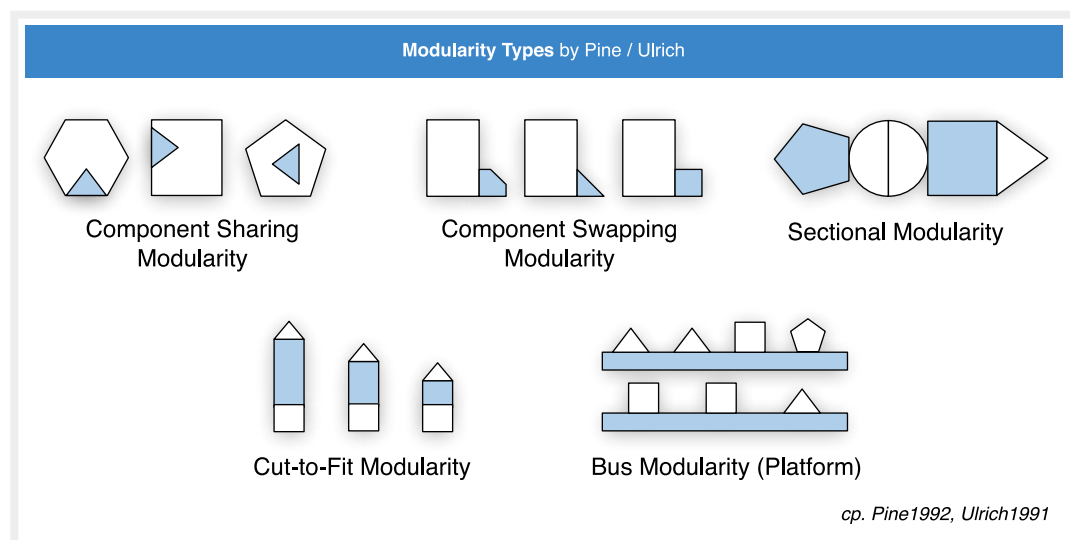 Modularity Types by Pine / Ulrich
Component Sharing
Modularity
Component Swapping
Modularity
Sectional Modularity
Cut-to-Fit Modularity
Bus Modularity (Platform)
cp. Pine1992, Ulrich1991